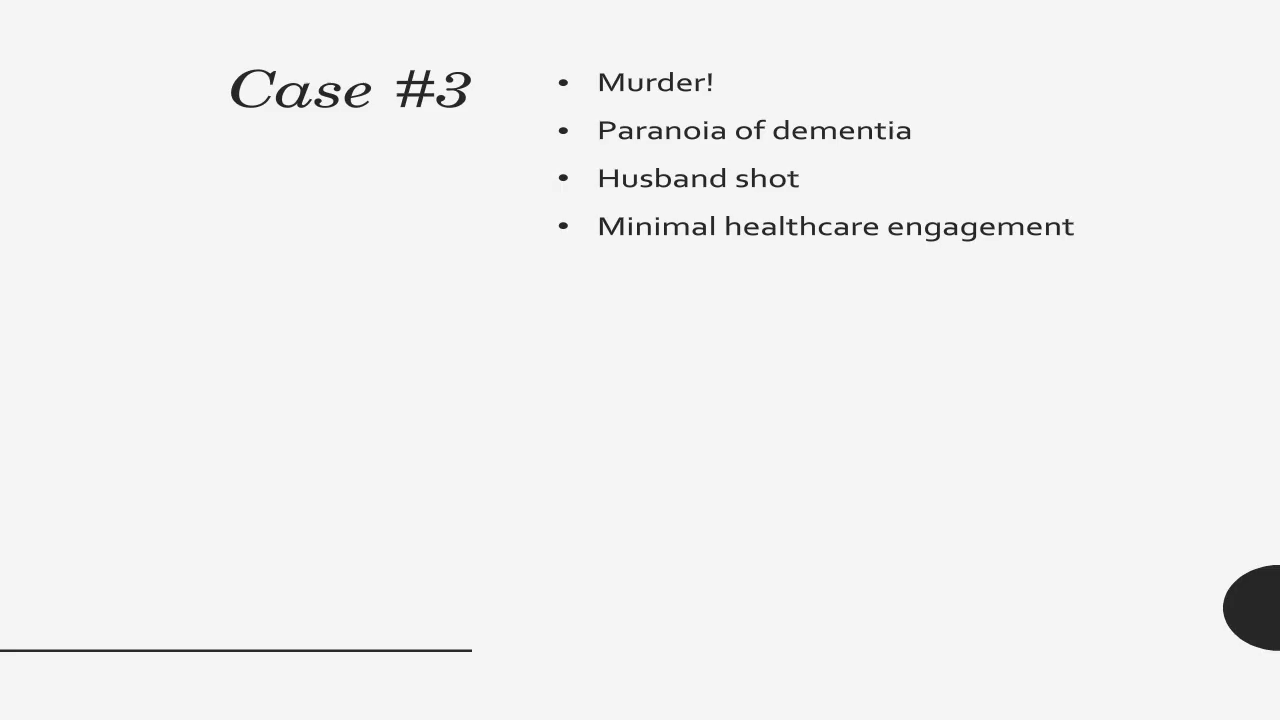 Case #3
• Murder!
• Paranoia of dementia
• Husband shot
• Minimal healthcare engagement